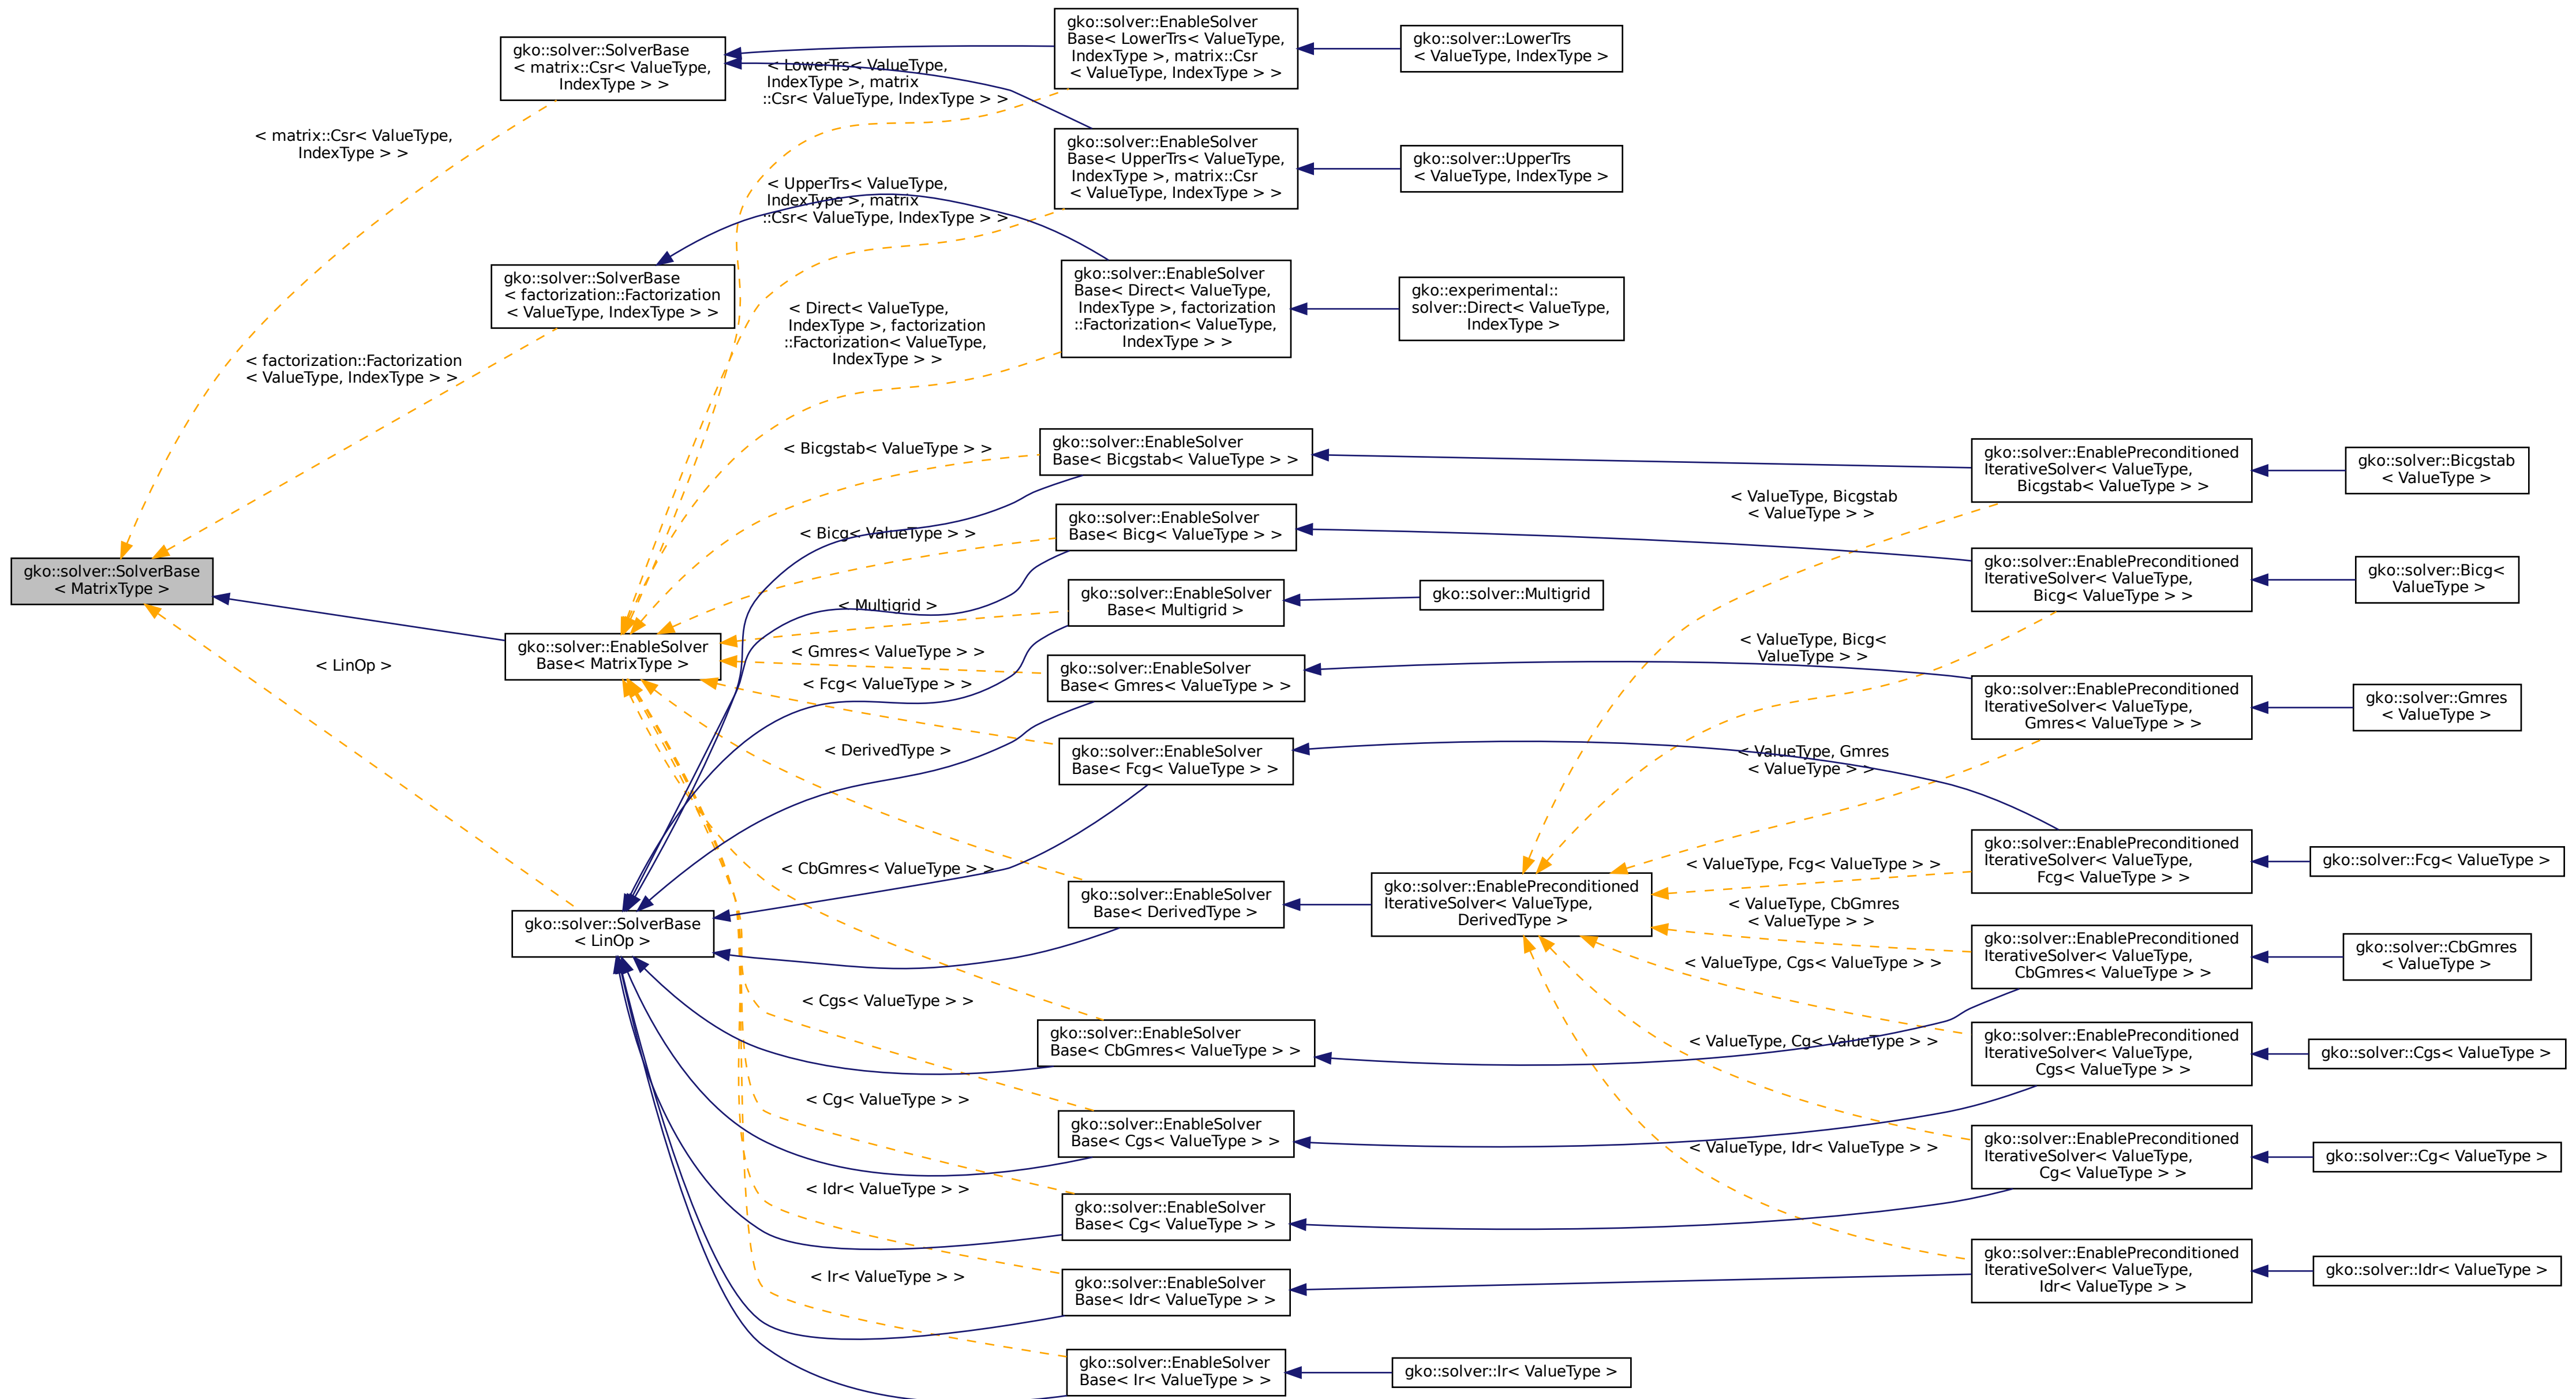 gko::solver::SolverBase
< MatrixType >
gko::solver::SolverBase
< matrix::Csr< ValueType,
IndexType > >
gko::solver::SolverBase
< factorization::Factorization
< ValueType, IndexType > >
gko::solver::EnableSolver
Base< MatrixType >
gko::solver::SolverBase
< LinOp >
< matrix::Csr< ValueType,
IndexType > >
< factorization::Factorization
< ValueType, IndexType > >
< LinOp >
gko::solver::EnableSolver
Base< LowerTrs< ValueType,
IndexType >, matrix::Csr
< ValueType, IndexType > >
gko::solver::LowerTrs
< ValueType, IndexType >
< LowerTrs< ValueType,
IndexType >, matrix
::Csr< ValueType, IndexType > >
gko::solver::EnableSolver
Base< UpperTrs< ValueType,
IndexType >, matrix::Csr
< ValueType, IndexType > >
gko::solver::UpperTrs
< ValueType, IndexType >
< UpperTrs< ValueType,
IndexType >, matrix
::Csr< ValueType, IndexType > >
gko::solver::EnableSolver
Base< Direct< ValueType,
IndexType >, factorization
::Factorization< ValueType,
IndexType > >
gko::experimental::
solver::Direct< ValueType,
IndexType >
< Direct< ValueType,
IndexType >, factorization
::Factorization< ValueType,
IndexType > >
< Bicgstab< ValueType > >
gko::solver::EnableSolver
Base< Bicgstab< ValueType > >
< Bicg< ValueType > >
gko::solver::EnableSolver
Base< Bicg< ValueType > >
< Multigrid >
gko::solver::EnableSolver
Base< Multigrid >
gko::solver::Multigrid
< Gmres< ValueType > >
gko::solver::EnableSolver
Base< Gmres< ValueType > >
< Fcg< ValueType > >
gko::solver::EnableSolver
Base< Fcg< ValueType > >
< DerivedType >
gko::solver::EnableSolver
Base< DerivedType >
< CbGmres< ValueType > >
gko::solver::EnableSolver
Base< CbGmres< ValueType > >
< Cgs< ValueType > >
gko::solver::EnableSolver
Base< Cgs< ValueType > >
< Cg< ValueType > >
gko::solver::EnableSolver
Base< Cg< ValueType > >
< Idr< ValueType > >
gko::solver::EnableSolver
Base< Idr< ValueType > >
< Ir< ValueType > >
gko::solver::EnableSolver
Base< Ir< ValueType > >
gko::solver::Ir< ValueType >
gko::solver::EnablePreconditioned
IterativeSolver< ValueType,
DerivedType >
< ValueType, Bicgstab
< ValueType > >
gko::solver::EnablePreconditioned
IterativeSolver< ValueType,
Bicgstab< ValueType > >
gko::solver::Bicgstab
< ValueType >
< ValueType, Bicg<
ValueType > >
gko::solver::EnablePreconditioned
IterativeSolver< ValueType,
Bicg< ValueType > >
gko::solver::Bicg<
ValueType >
< ValueType, Gmres
< ValueType > >
gko::solver::EnablePreconditioned
IterativeSolver< ValueType,
Gmres< ValueType > >
gko::solver::Gmres
< ValueType >
< ValueType, Fcg< ValueType > >
gko::solver::EnablePreconditioned
IterativeSolver< ValueType,
Fcg< ValueType > >
gko::solver::Fcg< ValueType >
< ValueType, CbGmres
< ValueType > >
gko::solver::EnablePreconditioned
IterativeSolver< ValueType,
CbGmres< ValueType > >
gko::solver::CbGmres
< ValueType >
< ValueType, Cgs< ValueType > >
gko::solver::EnablePreconditioned
IterativeSolver< ValueType,
Cgs< ValueType > >
gko::solver::Cgs< ValueType >
< ValueType, Cg< ValueType > >
gko::solver::EnablePreconditioned
IterativeSolver< ValueType,
Cg< ValueType > >
gko::solver::Cg< ValueType >
< ValueType, Idr< ValueType > >
gko::solver::EnablePreconditioned
IterativeSolver< ValueType,
Idr< ValueType > >
gko::solver::Idr< ValueType >